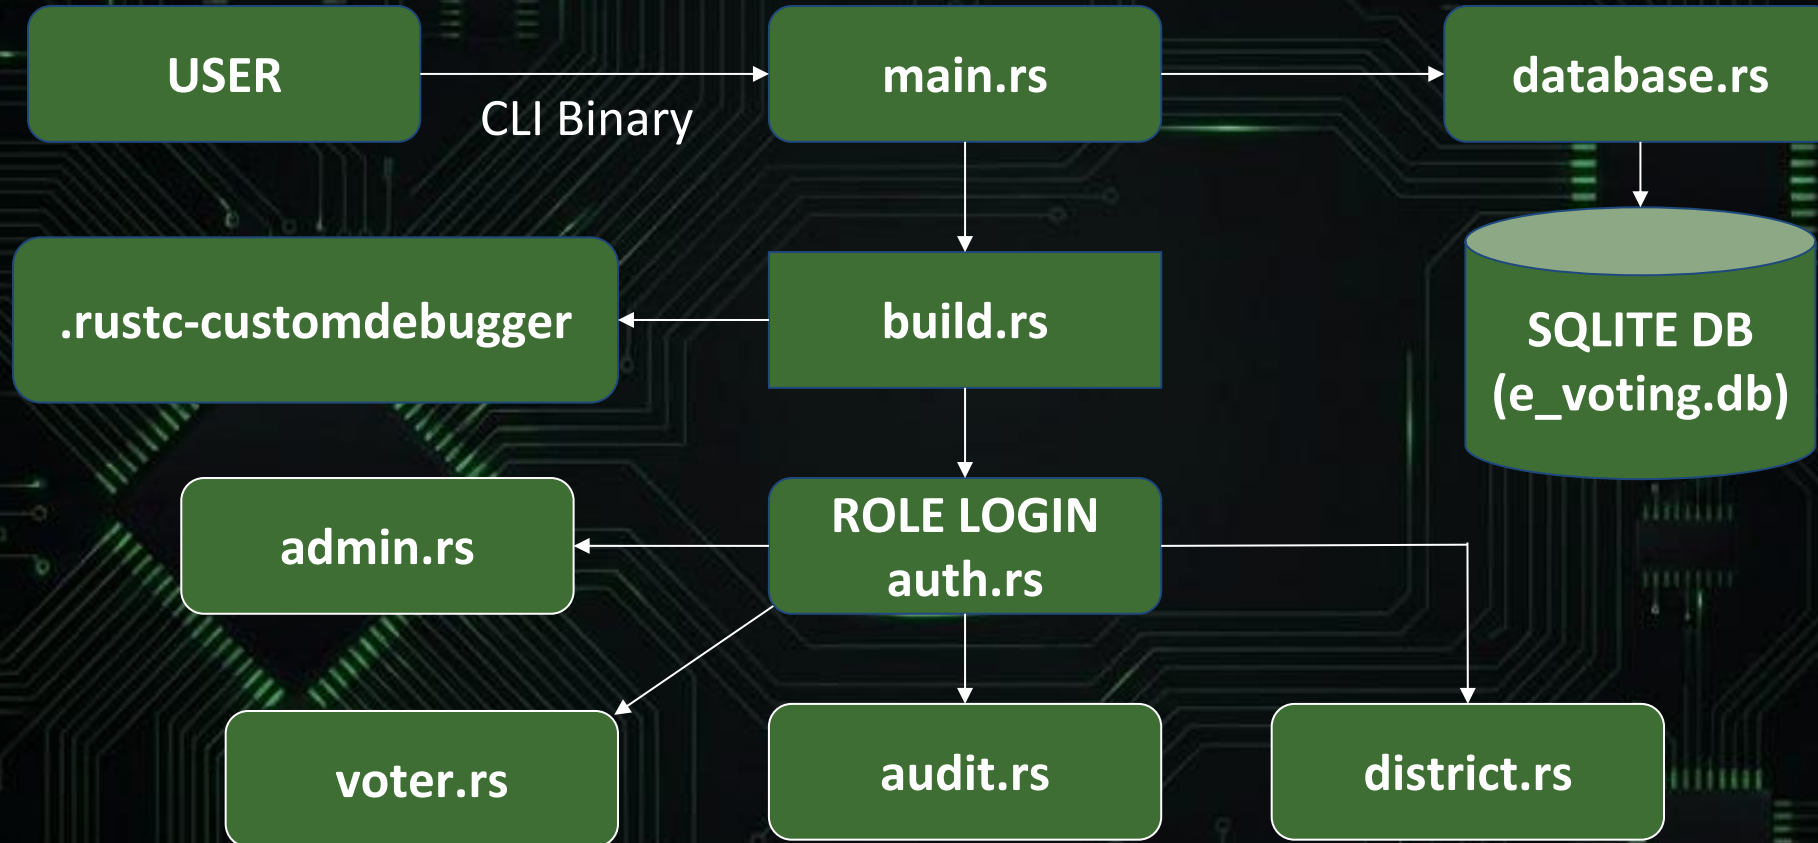 USER
CLI Binary
main.rs
database.rs
.rustc-customdebugger
build.rs
SQLITE DB
(e_voting.db)
admin.rs
ROLE LOGIN
auth.rs
voter.rs
audit.rs
district.rs